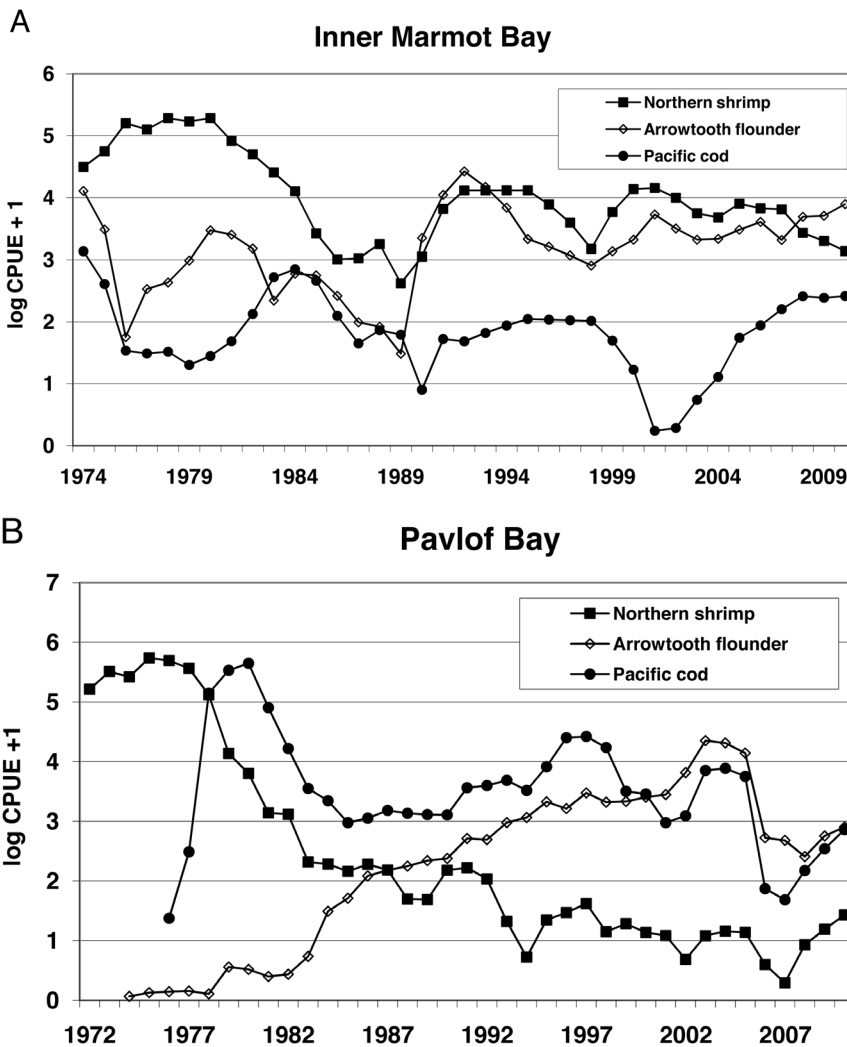 A
Inner Marmot Bay
6
5
4
3
2
1
0
log CPUE + 1
Northern shrimp
Arrowtooth flounder
Pacific cod
1974 1979 1984 1989 1994 1999 2004 2009
B
Pavlof Bay
7
6
5
4
3
2
1
0
log CPUE +1
Northern shrimp
Arrowtooth flounder
Pacific cod
1972 1977 1982 1987 1992 1997 2002 2007